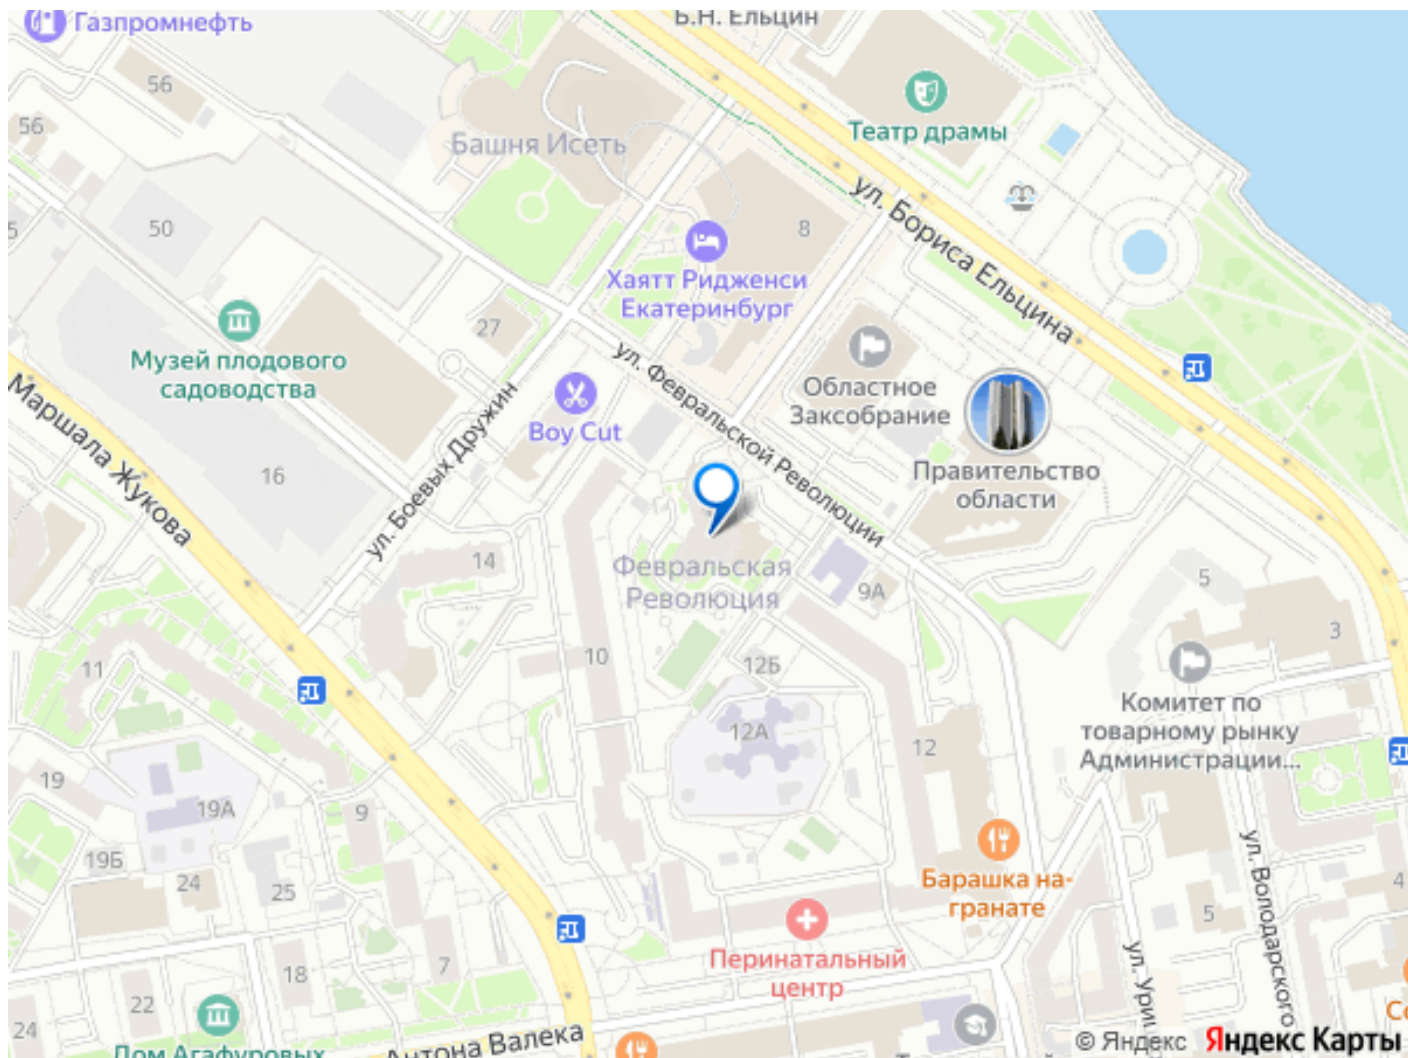 Газпромнефть
Б.Н. Ельцин
56
56
Театр драмы
Башня Исеть
50
8
ул. Бориса Ельцина
Хаятт Ридженси
Екатеринбург
27
Музей плодового
садоводства
ул. Февральской Революции
Областное
Заксобрание
Маршала Жукова
Boy Cut
ул. Боевых Дружин
Правительство
области
16
14
Февральская
Революция
9А
5
3
11
10
12Б
12А
12
Комитет по
товарному рынку
Администрации...
19
19А
9
19Б
24
25
Барашка на-
гранате
ул. Володарского
4
5
7
18
22
24
Перинатальный
центр
Дом Агафуровых
Антона Валека
© Яндекс Яндекс Карты